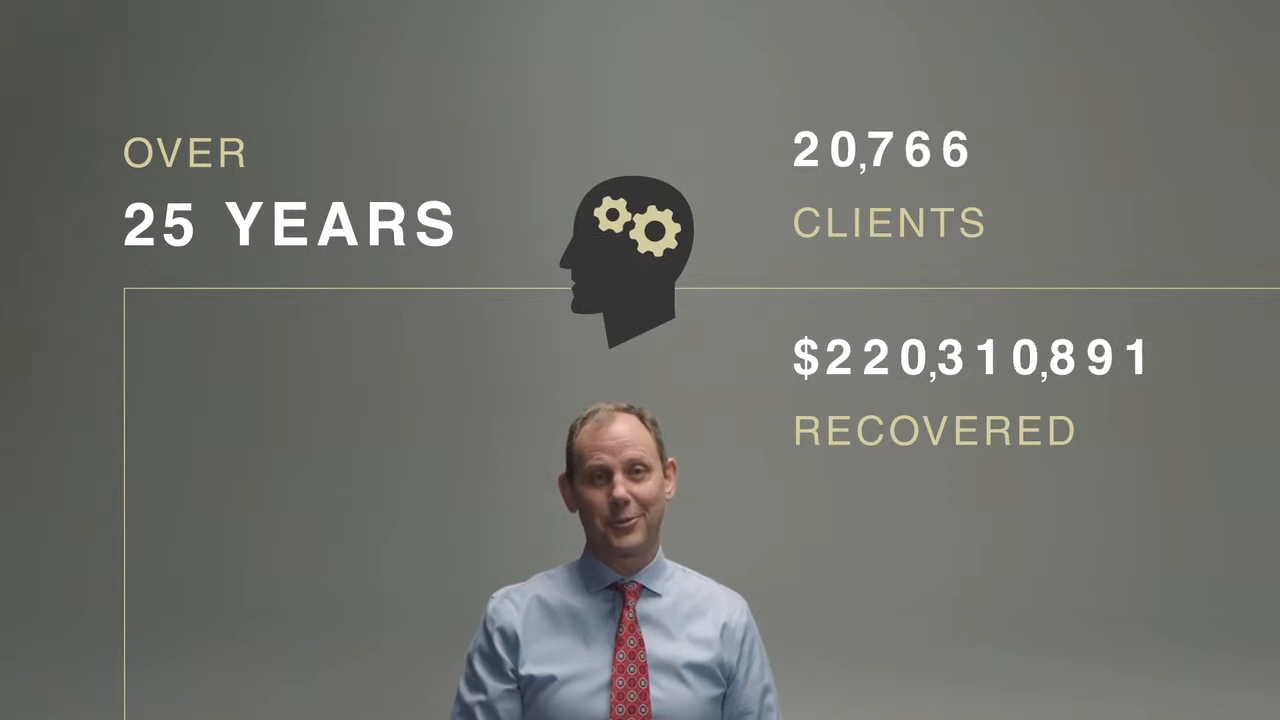 OVER
25 YEARS
20,766
CLIENTS
$220,310,891
RECOVERED